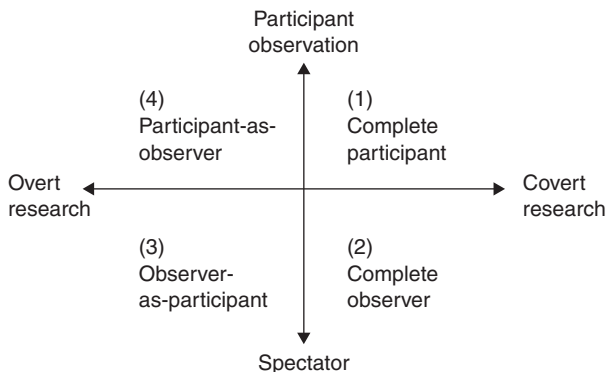 Participant
observation
(4)
Participant-as-
observer
(1)
Complete
participant
Overt
research
Covert
research
(3)
Observer-
as-participant
(2)
Complete
observer
Spectator